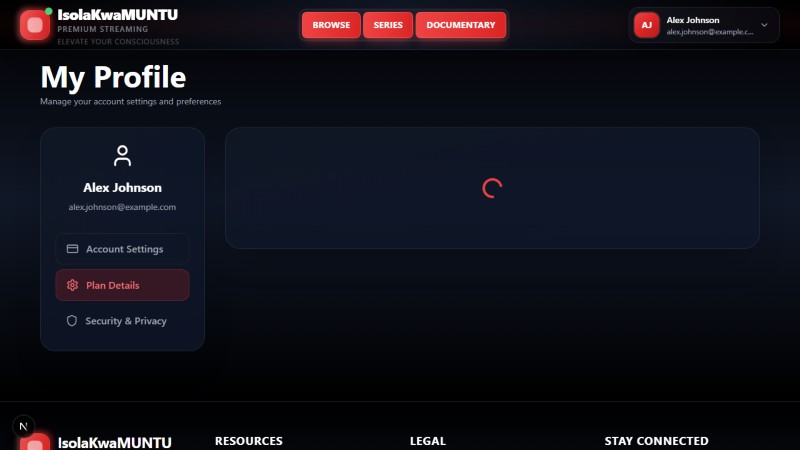 IsolaKwaMUNTU
PREMIUM STREAMING
ELEVATE YOUR CONSCIOUSNESS
BROWSE
SERIES
DOCUMENTARY
AJ
Alex Johnson
alex.johnson@example.c...
My Profile
Manage your account settings and preferences
Alex Johnson
alex.johnson@example.com
Account Settings
Plan Details
Security & Privacy
N
IsolaKwaMUNTU
RESOURCES
LEGAL
STAY CONNECTED